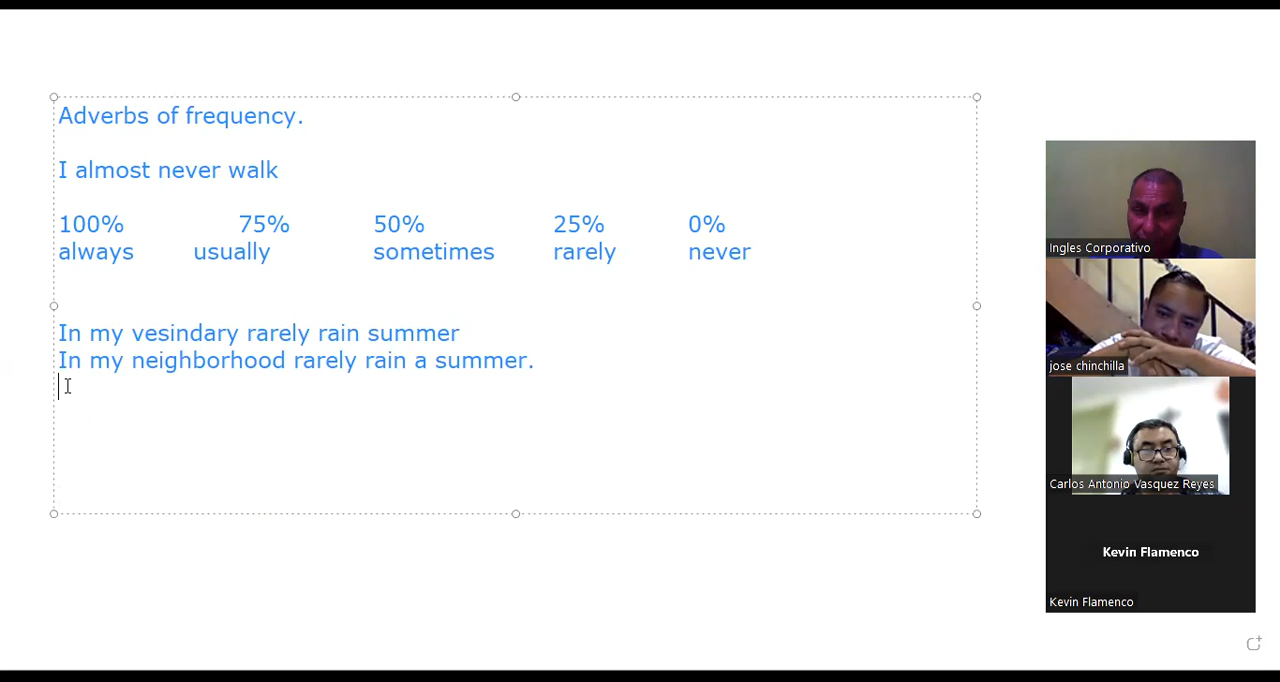 Adverbs of frequency.
I almost never walk
100% 75% 50% 25% 0%
always usually sometimes rarely never
In my vesindary rarely rain summer
In my neighborhood rarely rain a summer.
Ingles Corporativo
jose chinchilla
Carlos Antonio Vasquez Reyes
Kevin Flamenco
Kevin Flamenco